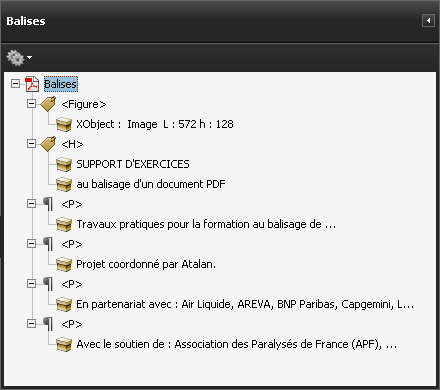 Balises
Balises
<Figure>
XObject : Image L : 572 h : 128
<H>
SUPPORT D'EXERCICES
au balisage d'un document PDF
<P>
Travaux pratiques pour la formation au balisage de ...
<P>
Projet coordonné par Atalan.
<P>
En partenariat avec : Air Liquide, AREVA, BNP Paribas, Capgemini, L...
<P>
Avec le soutien de : Association des Paralysés de France (APF), ...